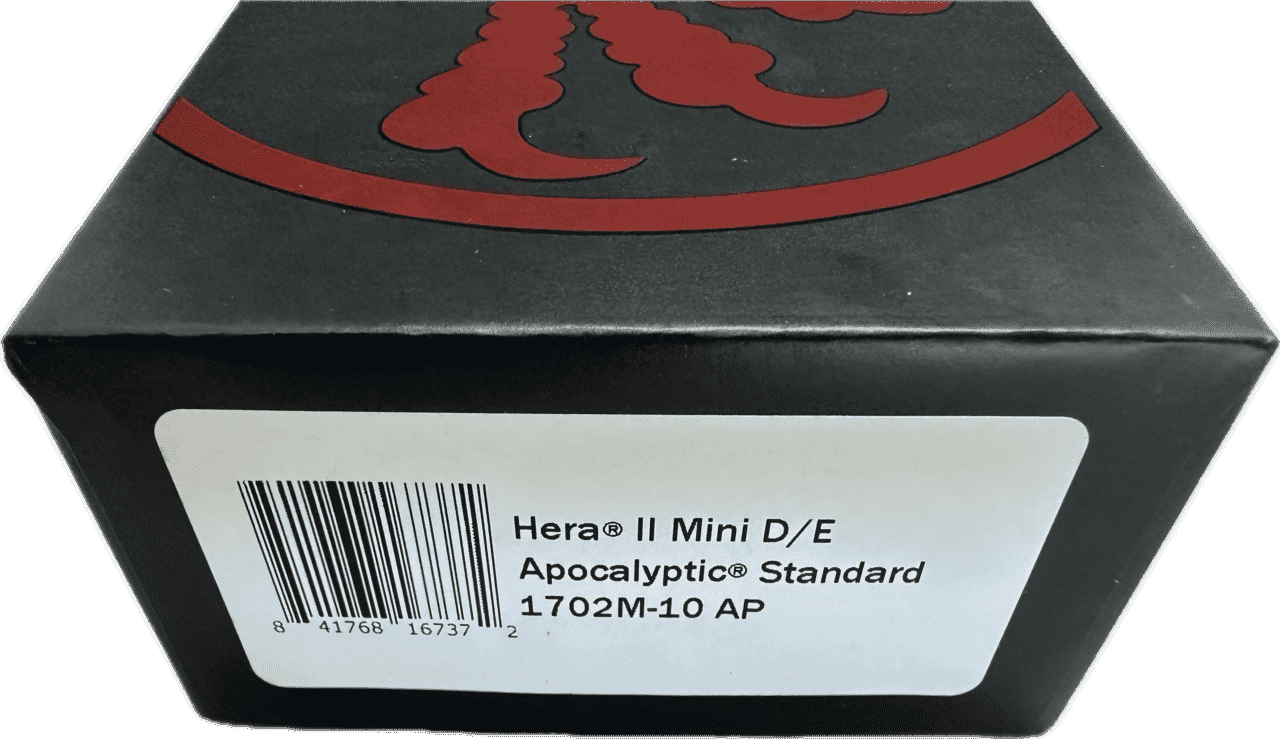 Hera® II Mini D/E
Apocalyptic® Standard
1702M-10 AP
8 41768 16737 2